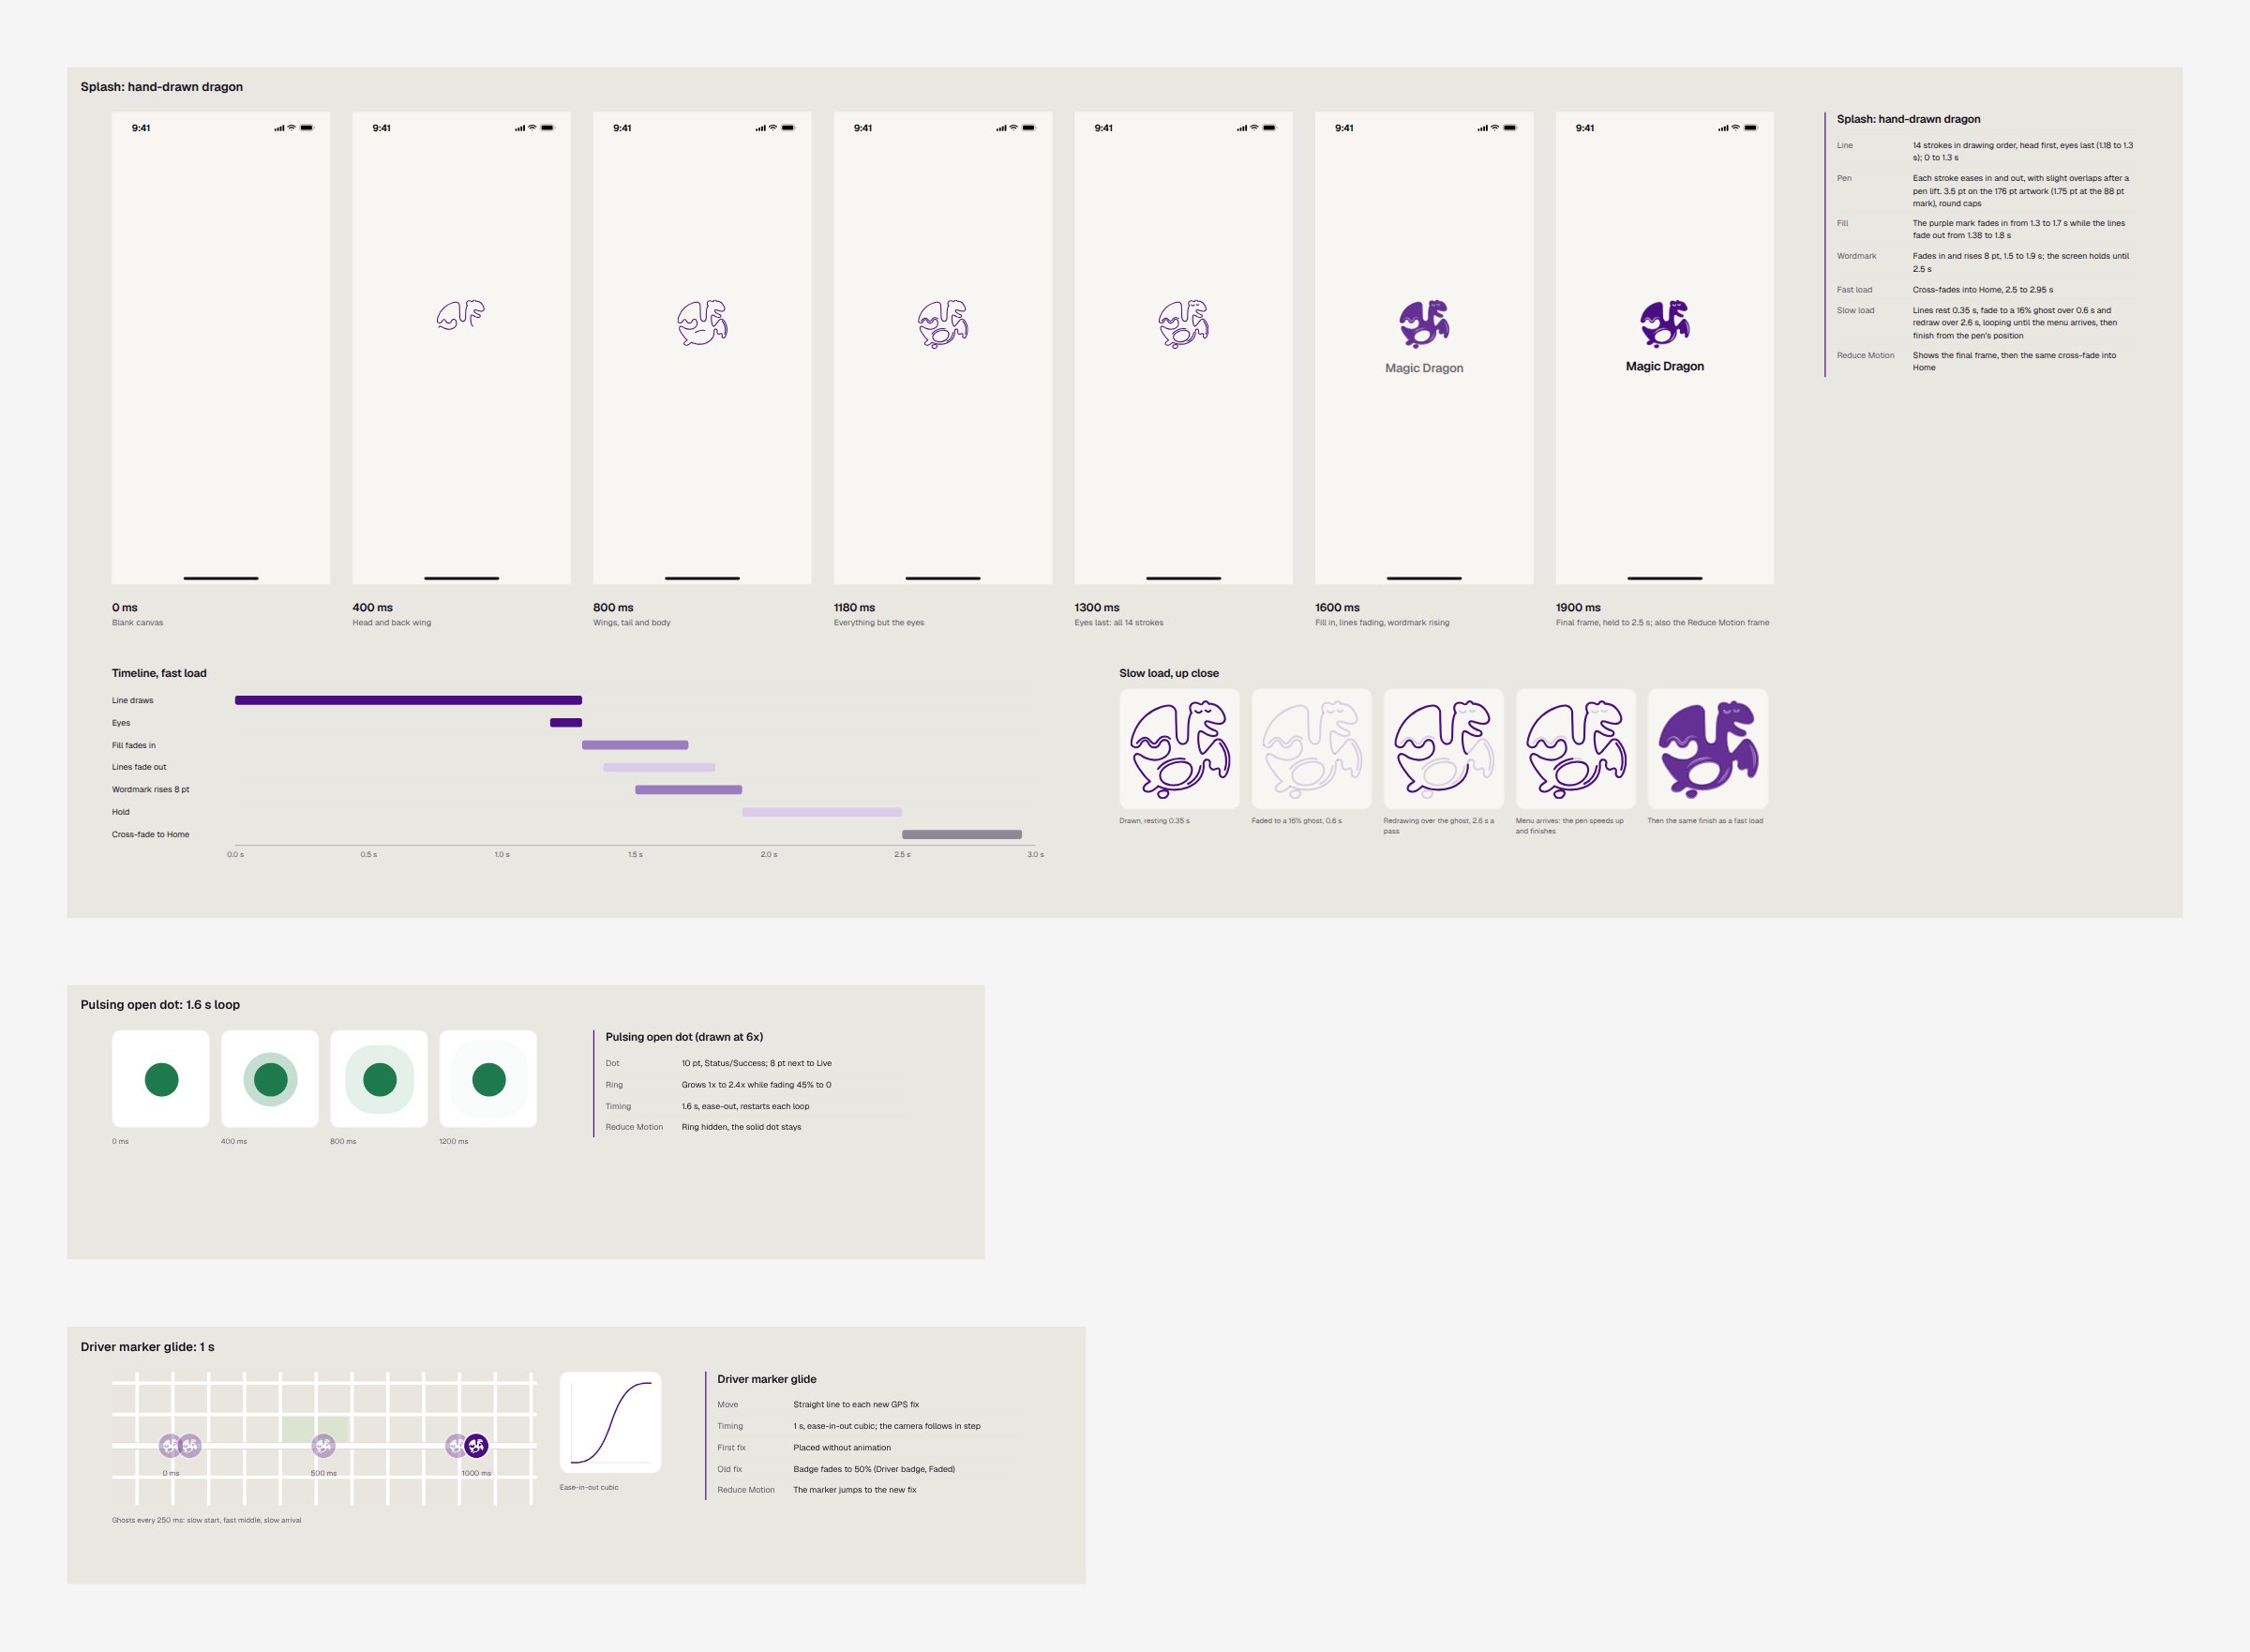 Splash: hand-drawn dragon
9:41
9:41
9:41
9:41
9:41
9:41
9:41
Magic Dragon
Magic Dragon
0 ms
Blank canvas
400 ms
Head and back wing
800 ms
Wings, tail and body
1180 ms
Everything but the eyes
1300 ms
Eyes last: all 14 strokes
1600 ms
Fill in, lines fading, wordmark rising
1900 ms
Final frame, held to 2.5 s; also the Reduce Motion frame
Splash: hand-drawn dragon
Line
14 strokes in drawing order, head first, eyes last (1.18 to 1.3
s); 0 to 1.3 s
Pen
Each stroke eases in and out, with slight overlaps after a
pen lift. 3.5 pt on the 176 pt artwork (1.75 pt at the 88 pt
mark), round caps
Fill
The purple mark fades in from 1.3 to 1.7 s while the lines
fade out from 1.38 to 1.8 s
Wordmark
Fades in and rises 8 pt, 1.5 to 1.9 s; the screen holds until
2.5 s
Fast load
Cross-fades into Home, 2.5 to 2.95 s
Slow load
Lines rest 0.35 s, fade to a 16% ghost over 0.6 s and
redraw over 2.6 s, looping until the menu arrives, then
finish from the pen's position
Reduce Motion
Shows the final frame, then the same cross-fade into
Home
Timeline, fast load
Line draws
Eyes
Fill fades in
Lines fade out
Wordmark rises 8 pt
Hold
Cross-fade to Home
0.0 s
0.5 s
1.0 s
1.5 s
2.0 s
2.5 s
3.0 s
Slow load, up close
Drawn, resting 0.35 s
Faded to a 16% ghost, 0.6 s
Redrawing over the ghost, 2.6 s a
pass
Menu arrives: the pen speeds up
and finishes
Then the same finish as a fast load
Pulsing open dot: 1.6 s loop
0 ms
400 ms
800 ms
1200 ms
Pulsing open dot (drawn at 6x)
Dot
10 pt, Status/Success; 8 pt next to Live
Ring
Grows 1x to 2.4x while fading 45% to 0
Timing
1.6 s, ease-out, restarts each loop
Reduce Motion
Ring hidden, the solid dot stays
Driver marker glide: 1 s
0 ms
500 ms
1000 ms
Ghosts every 250 ms: slow start, fast middle, slow arrival
Ease-in-out cubic
Driver marker glide
Move
Straight line to each new GPS fix
Timing
1 s, ease-in-out cubic; the camera follows in step
First fix
Placed without animation
Old fix
Badge fades to 50% (Driver badge, Faded)
Reduce Motion
The marker jumps to the new fix